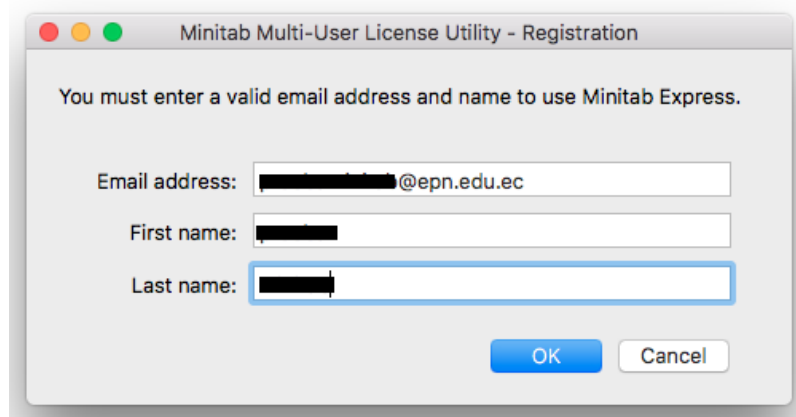 Minitab Multi-User License Utility - Registration
You must enter a valid email address and name to use Minitab Express.
Email address: @epn.edu.ec
First name:
Last name:
OK Cancel